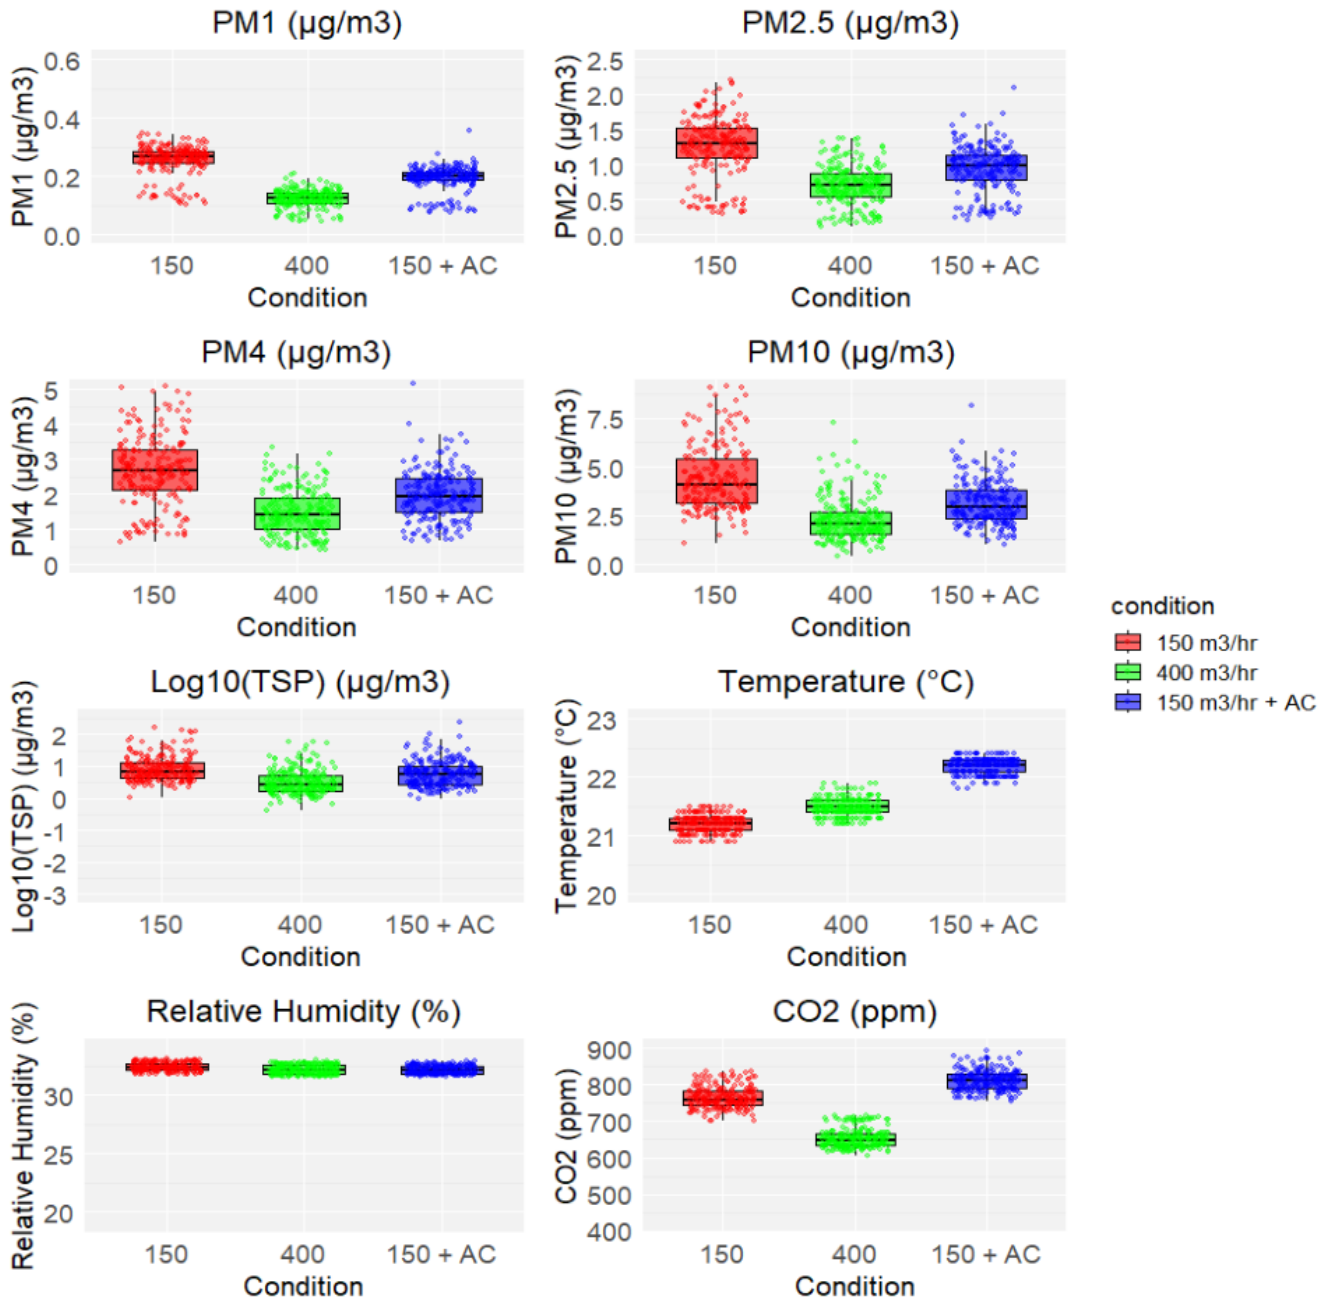 PM1 (µg/m3)
PM1 (µg/m3)
0.6
0.4
0.2
0.0
150 400 150 + AC
Condition
PM2.5 (µg/m3)
PM2.5 (µg/m3)
2.5
2.0
1.5
1.0
0.5
0.0
150 400 150 + AC
Condition
PM4 (µg/m3)
PM4 (µg/m3)
5
4
3
2
1
0
150 400 150 + AC
Condition
PM10 (µg/m3)
PM10 (µg/m3)
7.5
5.0
2.5
0.0
150 400 150 + AC
Condition
condition
150 m3/hr
400 m3/hr
150 m3/hr + AC
Log10(TSP) (µg/m3)
Log10(TSP) (µg/m3)
2
1
0
-1
-2
-3
150 400 150 + AC
Condition
Temperature (°C)
Temperature (°C)
23
22
21
20
150 400 150 + AC
Condition
Relative Humidity (%)
Relative Humidity (%)
30
25
20
150 400 150 + AC
Condition
CO2 (ppm)
CO2 (ppm)
900
800
700
600
500
400
150 400 150 + AC
Condition